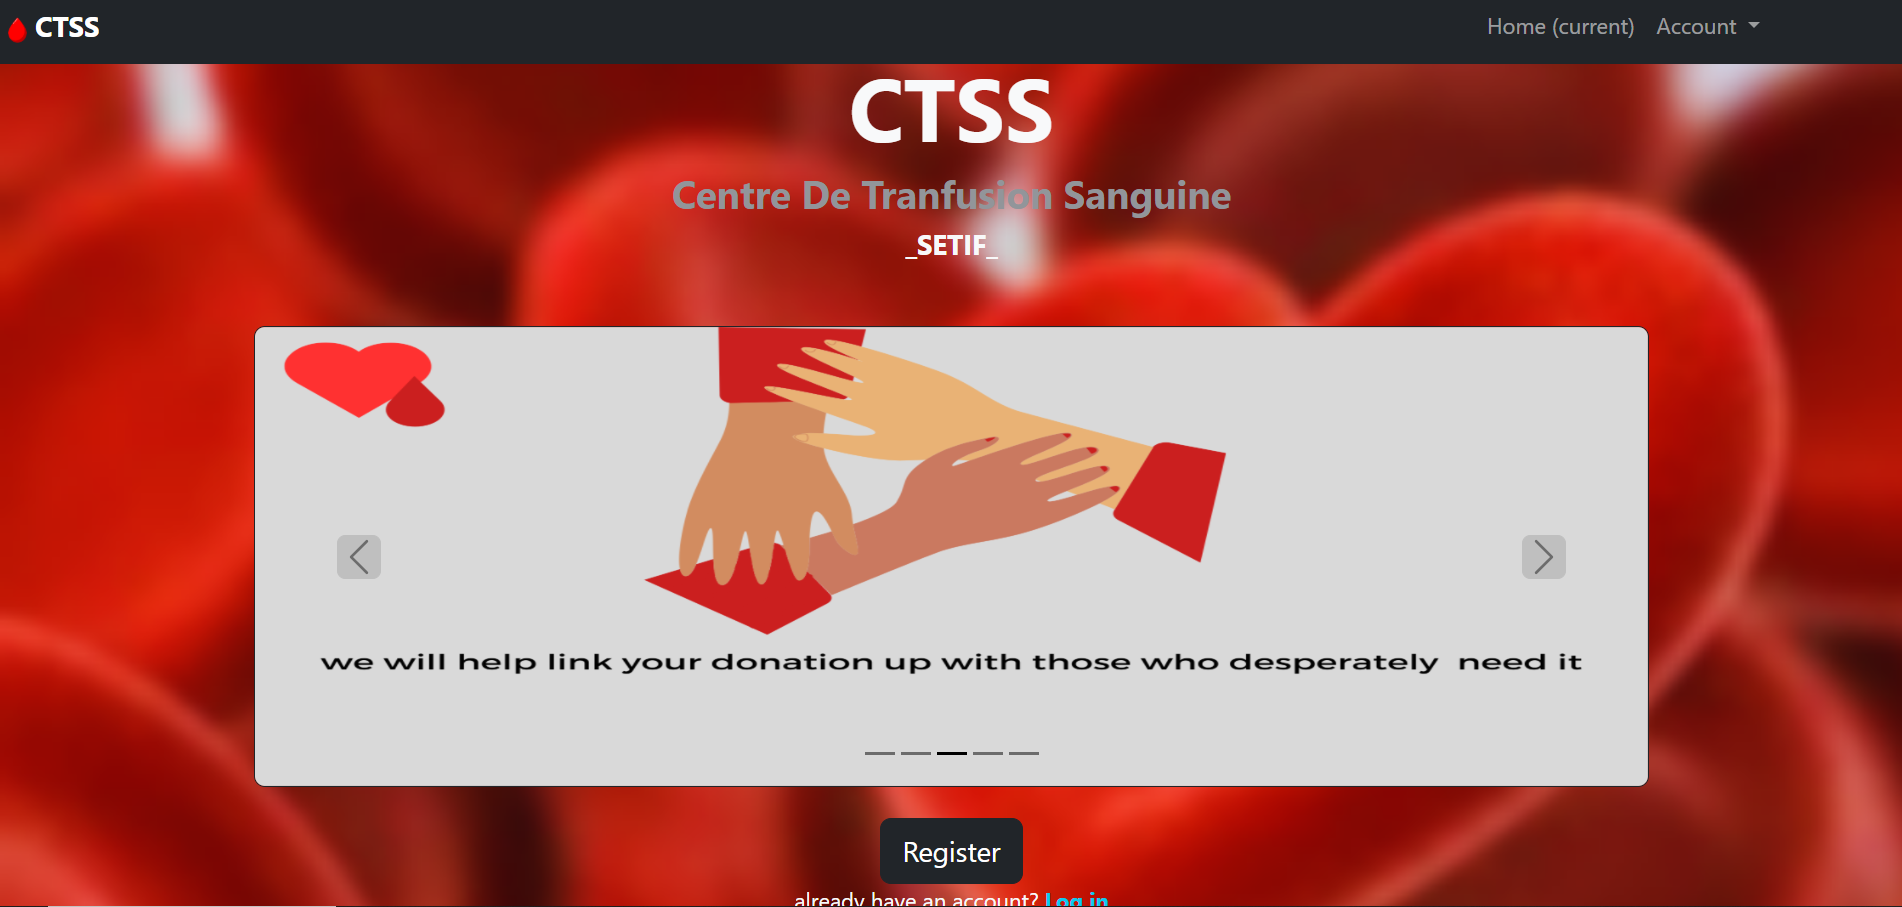 CTSS
Home (current) Account
CTSS
Centre De Tranfusion Sanguine
_SETIF_
we will help link your donation up with those who desperately need it
Register
already have an account? Log in